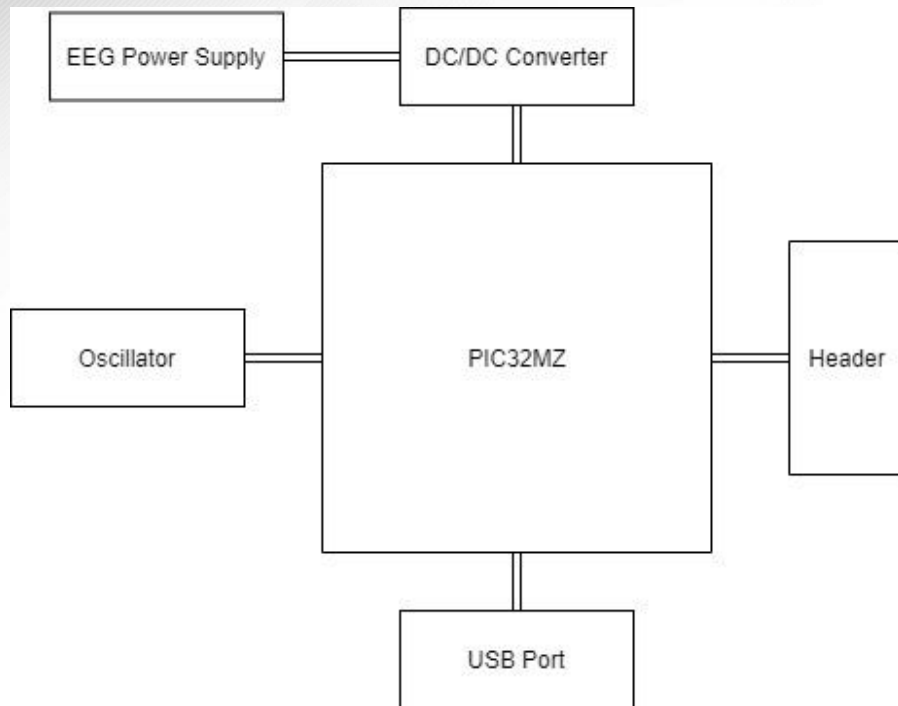 EEG Power Supply
DC/DC Converter
Oscillator
PIC32MZ
Header
USB Port